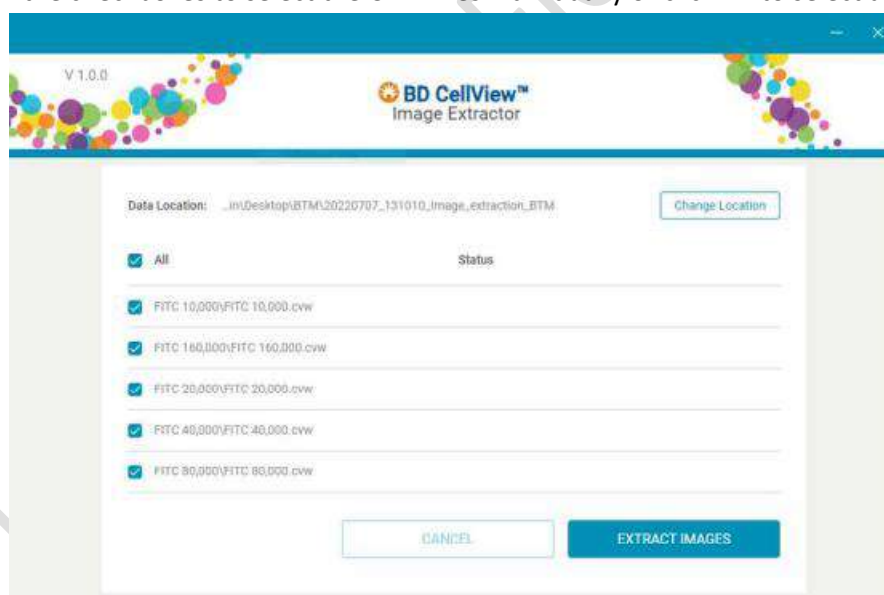 V 1.0.0
BD CellView™
Image Extractor
Data Location: ...in\Desktop\BTM\20220707_131010_Image_extraction_BTM
Change Location
All Status
FITC 10,000\FITC 10,000.cvw
FITC 160,000\FITC 160,000.cvw
FITC 20,000\FITC 20,000.cvw
FITC 40,000\FITC 40,000.cvw
FITC 80,000\FITC 80,000.cvw
CANCEL EXTRACT IMAGES